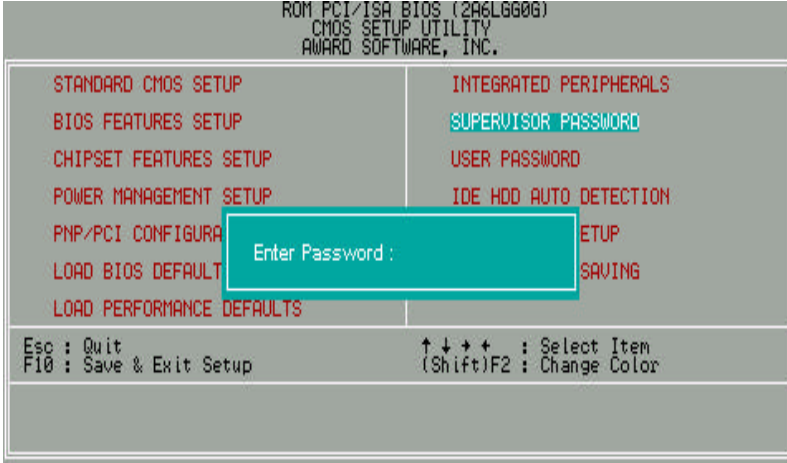 ROM PCI/ISA BIOS (2A6LGG0G)
CMOS SETUP UTILITY
AWARD SOFTWARE, INC.
STANDARD CMOS SETUP
BIOS FEATURES SETUP
CHIPSET FEATURES SETUP
POWER MANAGEMENT SETUP
PNP/PCI CONFIGURA
LOAD BIOS DEFAULT
LOAD PERFORMANCE DEFAULTS
INTEGRATED PERIPHERALS
SUPERVISOR PASSWORD
USER PASSWORD
IDE HDD AUTO DETECTION
ETUP
SAVING
Enter Password :
Esc : Quit
F10 : Save & Exit Setup
↑ ↓ → ← : Select Item
(Shift)F2 : Change Color